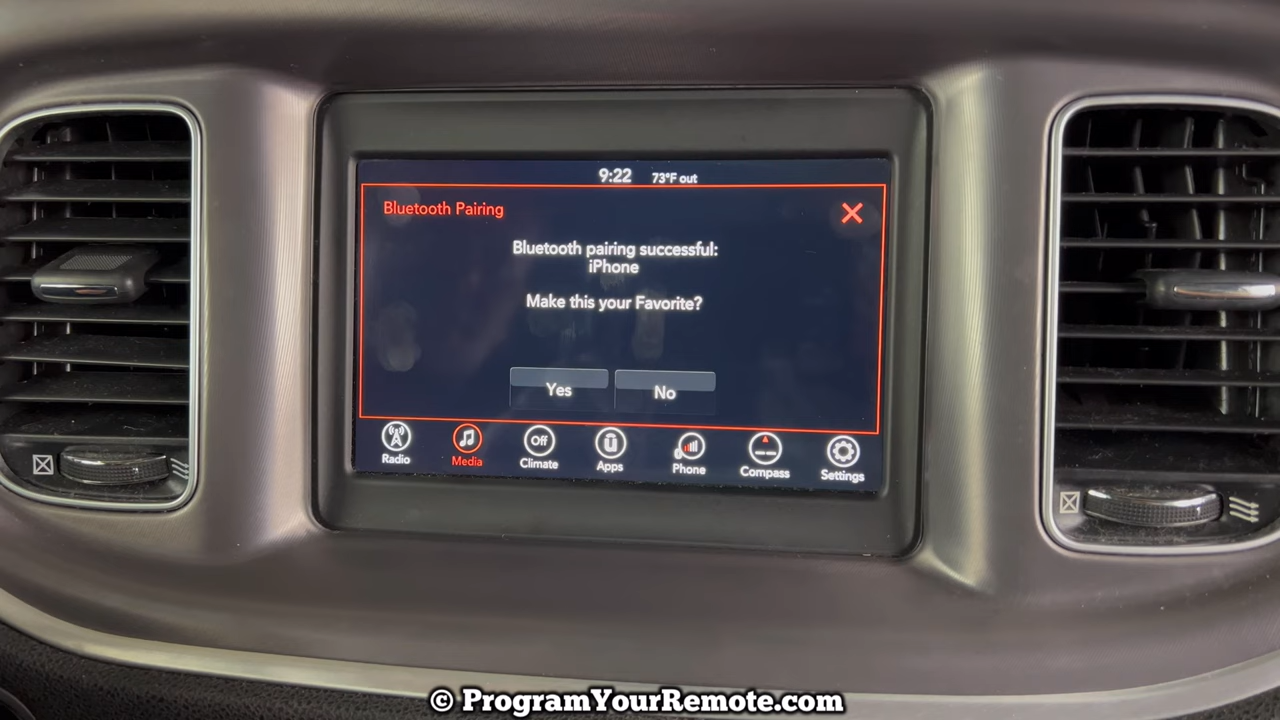 9:22 73°F out
Bluetooth Pairing
Bluetooth pairing successful:
iPhone
Make this your Favorite?
Yes No
Off
Radio Media Climate Apps Phone Compass Settings
© ProgramYourRemote.com